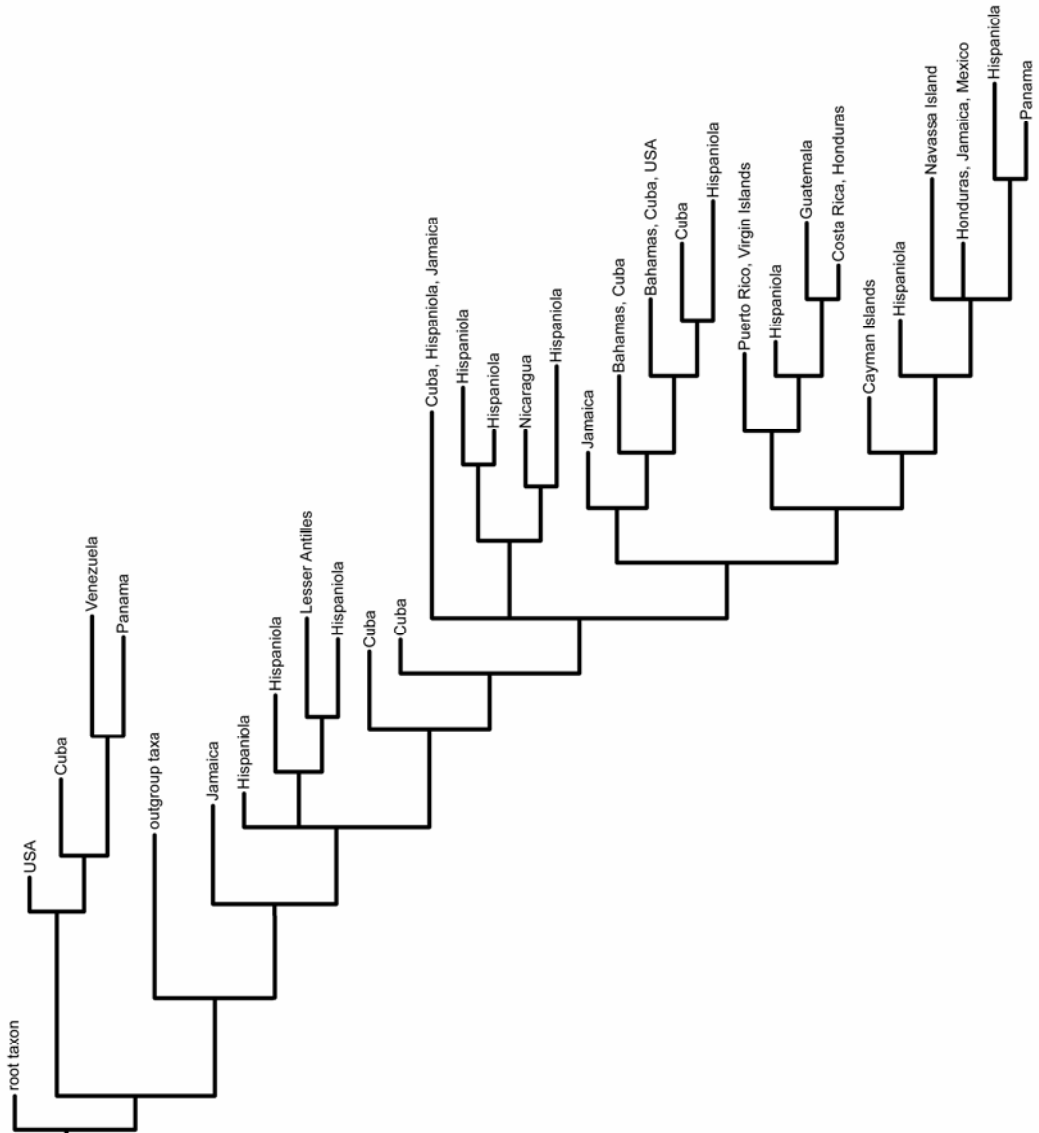 root taxon
USA
Cuba
Venezuela
Panama
outgroup taxa
Jamaica
Hispaniola
Hispaniola
Lesser Antilles
Hispaniola
Cuba
Cuba
Cuba, Hispaniola, Jamaica
Hispaniola
Hispaniola
Nicaragua
Hispaniola
Jamaica
Bahamas, Cuba
Bahamas, Cuba, USA
Cuba
Hispaniola
Puerto Rico, Virgin Islands
Hispaniola
Guatemala
Costa Rica, Honduras
Cayman Islands
Hispaniola
Navassa Island
Honduras, Jamaica, Mexico
Hispaniola
Panama